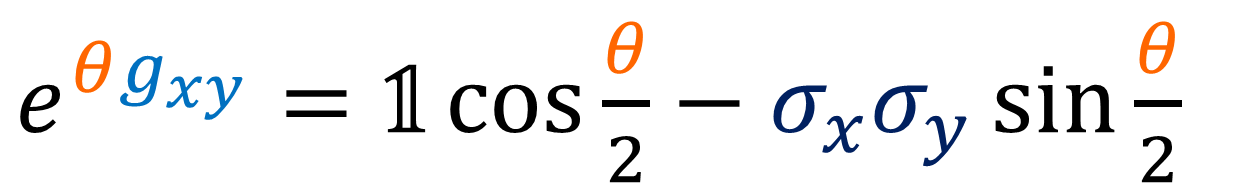 e^{θ g_{xy}} = 𝟙 cos θ/2 − σ_x σ_y sin θ/2